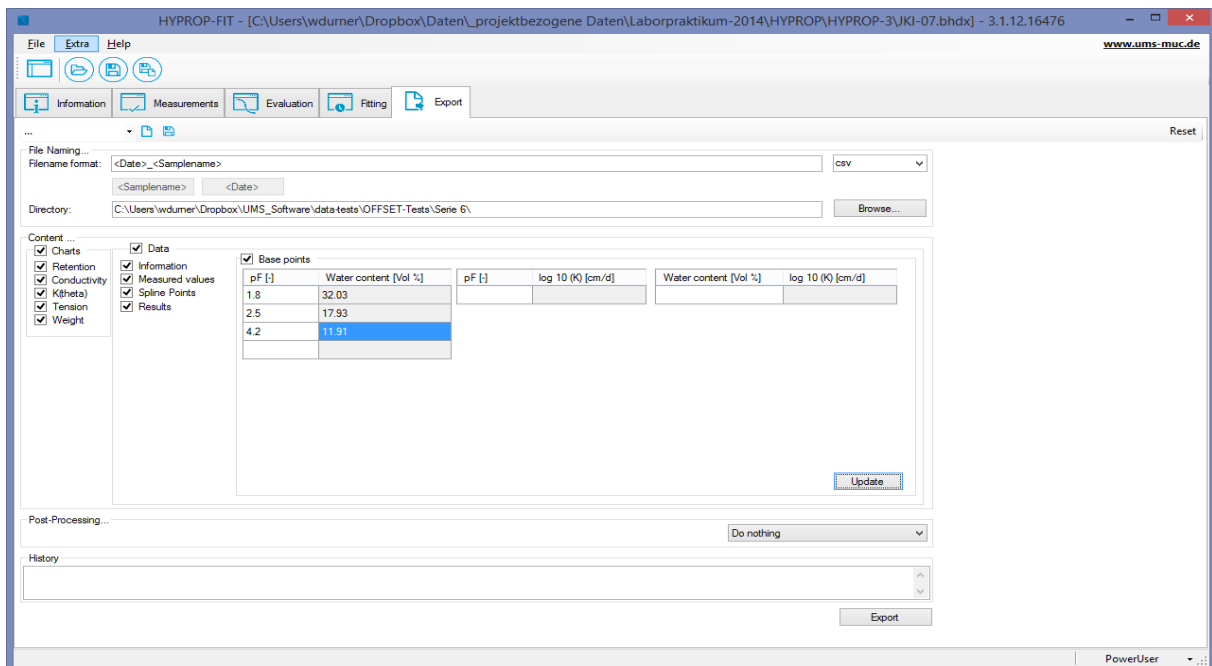 HYPROP-FIT - [C:\Users\wdurner\Dropbox\Daten\_projektbezogene Daten\Laborpraktikum-2014\HYPROP\HYPROP-3\JKI-07.bhdx] - 3.1.12.16476
File Extra Help
www.ums-muc.de
Information Measurements Evaluation Fitting Export
... Reset
File Naming...
Filename format: <Date>_<Samplename> csv
<Samplename> <Date>
Directory: C:\Users\wdurner\Dropbox\UMS_Software\data-tests\OFFSET-Tests\Serie 6\ Browse...
Content ...
Charts
Retention
Conductivity
K(theta)
Tension
Weight
Data
Information
Measured values
Spline Points
Results
Base points
pF [-] Water content [Vol %] pF [-] log 10 (K) [cm/d] Water content [Vol %] log 10 (K) [cm/d]
1.8 32.03
2.5 17.93
4.2 11.91
Update
Post-Processing...
Do nothing
History
Export
PowerUser